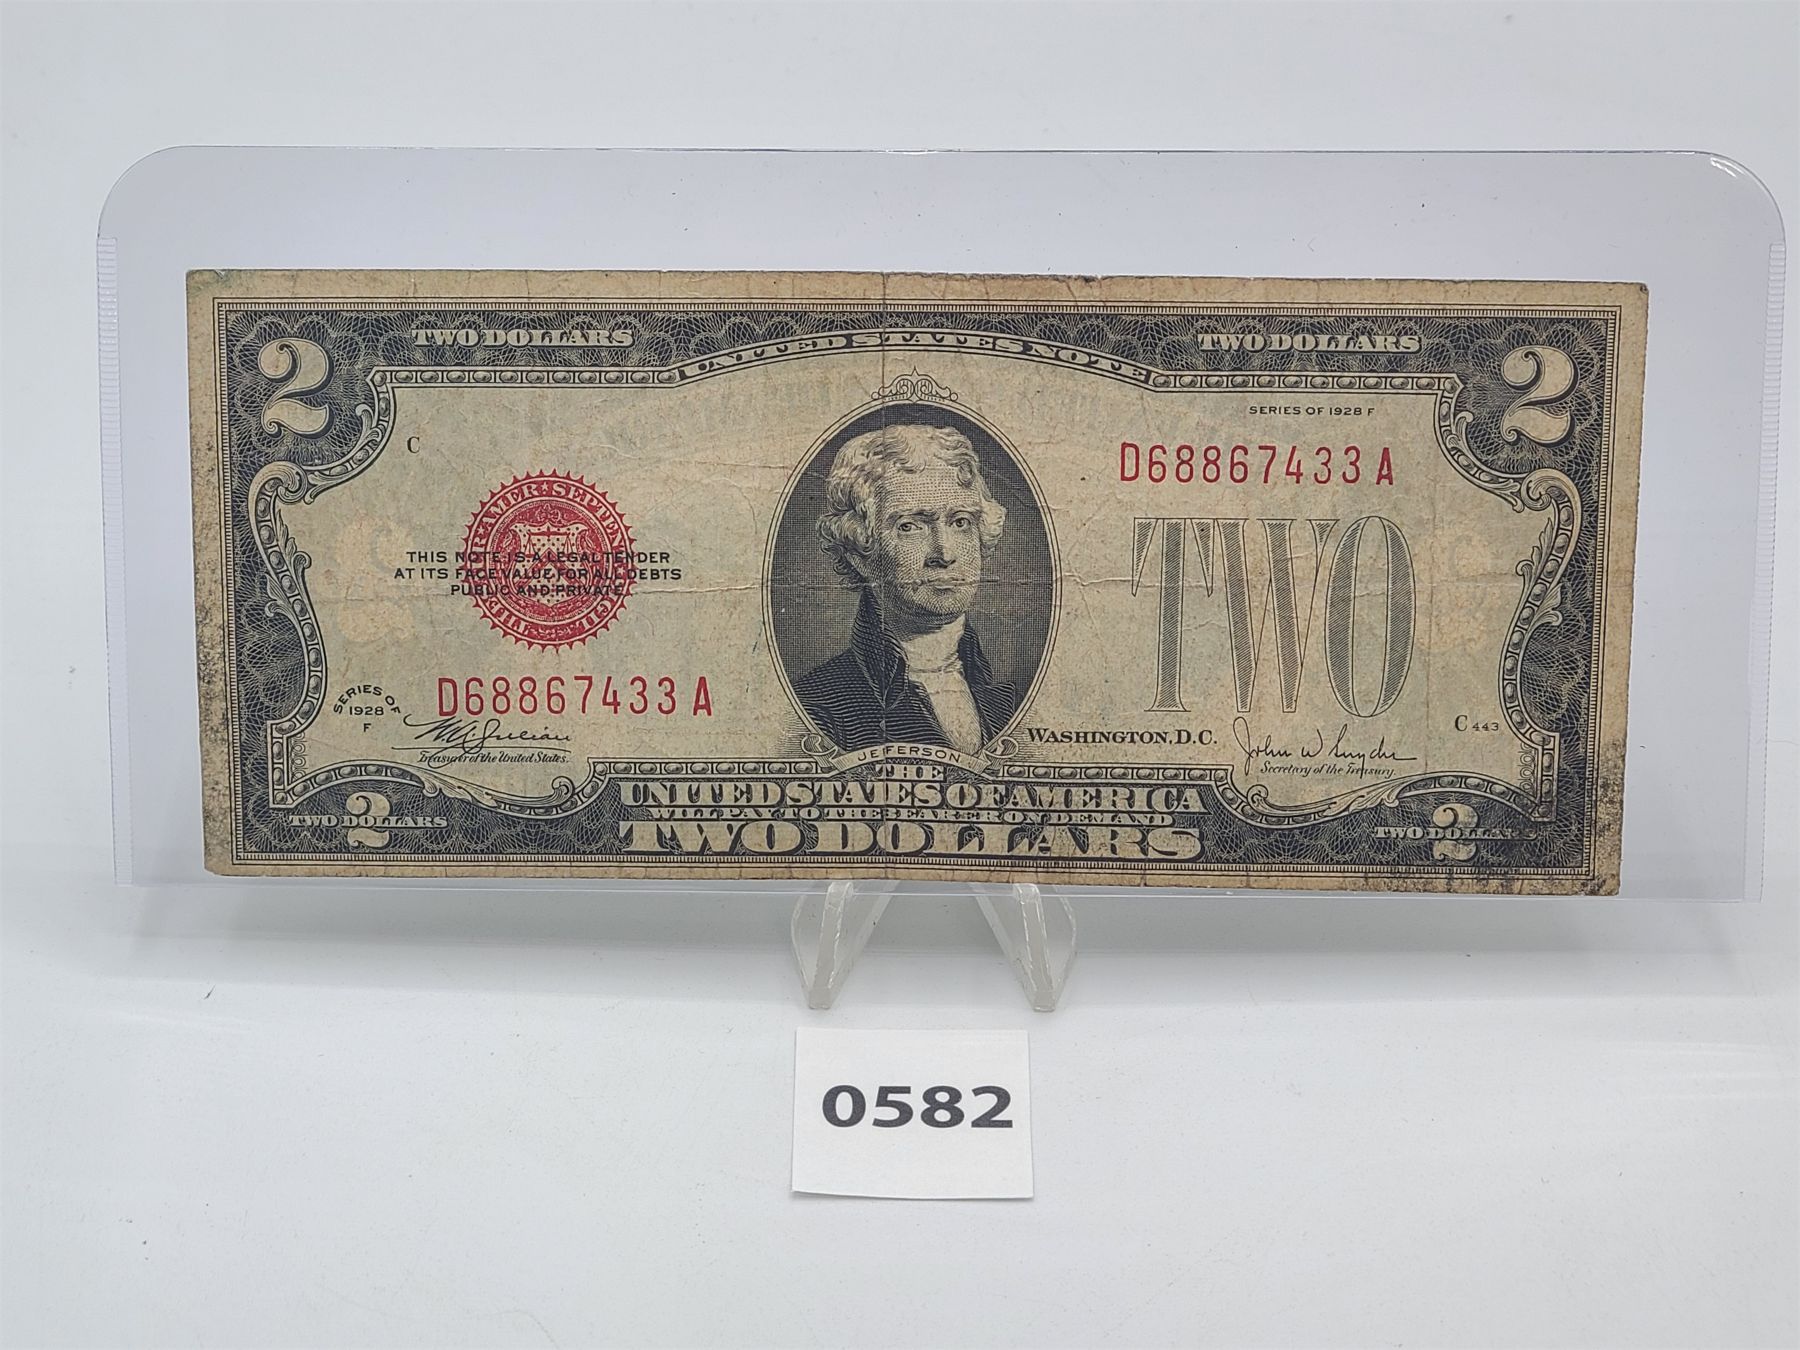 TWO DOLLARS
UNITED STATES NOTE
TWO DOLLARS
2
2
SERIES OF 1928 F
C
D68867433 A
THIS NOTE IS A LEGAL TENDER
AT ITS FACE VALUE FOR ALL DEBTS
PUBLIC AND PRIVATE
TWO
D68867433 A
SERIES OF
1928
F
W A Julian
Treasurer of the United States.
JEFFERSON
WASHINGTON, D.C.
C 443
John W Snyder
Secretary of the Treasury.
THE
UNITED STATES OF AMERICA
WILL PAY TO THE BEARER ON DEMAND
TWO DOLLARS
2
TWO DOLLARS
2
TWO DOLLARS
0582